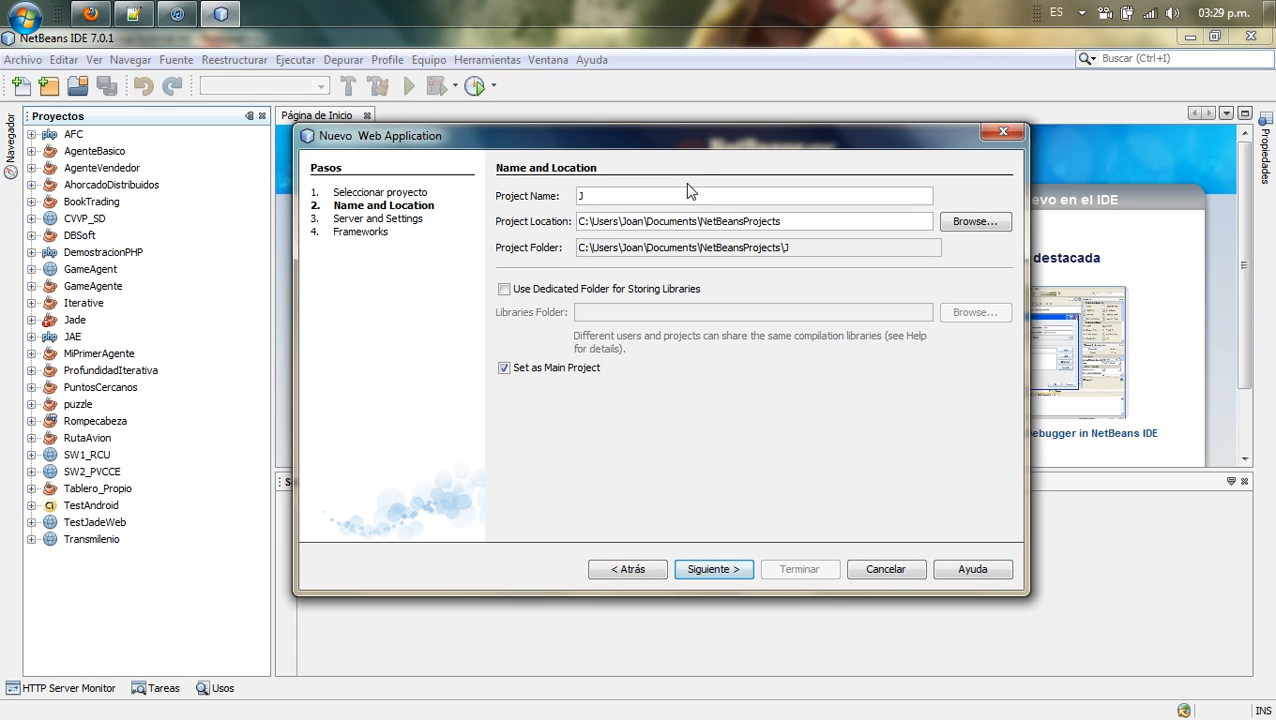 ES
03:29 p.m.
NetBeans IDE 7.0.1
Archivo Editar Ver Navegar Fuente Reestructurar Ejecutar Depurar Profile Equipo Herramientas Ventana Ayuda
Buscar (Ctrl+I)
Navegador
Proyectos
AFC
AgenteBasico
AgenteVendedor
AhorcadoDistribuidos
BookTrading
CVVP_SD
DBSoft
DemostracionPHP
GameAgent
GameAgente
Iterative
Jade
JAE
MiPrimerAgente
ProfundidadIterativa
PuntosCercanos
puzzle
Rompecabeza
RutaAvion
SW1_RCU
SW2_PVCCE
Tablero_Propio
TestAndroid
TestJadeWeb
Transmilenio
Página de Inicio
Nuevo Web Application
Pasos
1. Seleccionar proyecto
2. Name and Location
3. Server and Settings
4. Frameworks
Name and Location
Project Name: J
Project Location: C:\Users\Joan\Documents\NetBeansProjects Browse...
Project Folder: C:\Users\Joan\Documents\NetBeansProjects\J
Use Dedicated Folder for Storing Libraries
Libraries Folder: Browse...
Different users and projects can share the same compilation libraries (see Help
for details).
Set as Main Project
< Atrás Siguiente > Terminar Cancelar Ayuda
evo en el IDE
destacada
ebugger in NetBeans IDE
Propiedades
HTTP Server Monitor Tareas Usos
INS